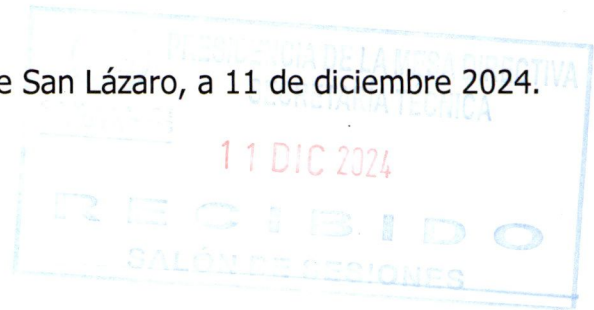 PRESIDENCIA DE LA MESA DIRECTIVA
e San Lázaro, a 11 de diciembre 2024.
SECRETARÍA TÉCNICA
11 DIC 2024
RECIBIDO
SALÓN DE SESIONES